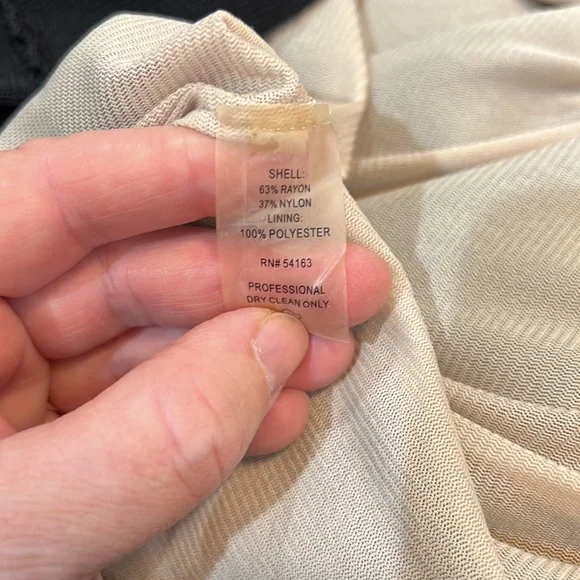 SHELL:
63% RAYON
37% NYLON
LINING:
100% POLYESTER
RN# 54163
PROFESSIONAL
DRY CLEAN ONLY